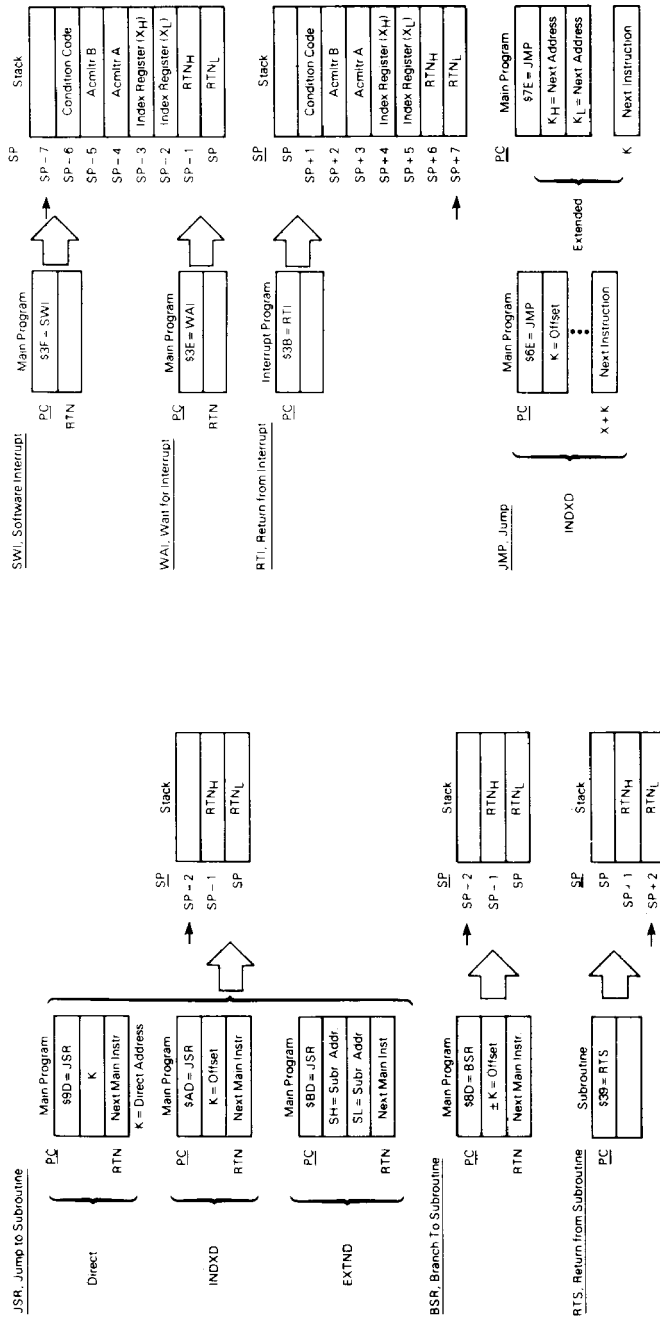 JSR, Jump to Subroutine
Direct
PC
RTN
Main Program
$9D = JSR
K
Next Main Instr
K = Direct Address
INDXD
PC
RTN
Main Program
$AD = JSR
K = Offset
Next Main Instr
EXTND
PC
RTN
Main Program
$BD = JSR
SH = Subr Addr.
SL = Subr Addr
Next Main Inst
SP
SP − 2
SP − 1
SP
Stack
RTNH
RTNL
BSR, Branch To Subroutine
PC
RTN
Main Program
$8D = BSR
± K = Offset
Next Main Instr.
SP
SP − 2
SP − 1
SP
Stack
RTNH
RTNL
RTS, Return from Subroutine
PC
Subroutine
$39 = RTS
SP
SP
SP + 1
SP + 2
Stack
RTNH
RTNL
SWI, Software Interrupt
PC
RTN
Main Program
$3F = SWI
WAI, Wait for Interrupt
PC
RTN
Main Program
$3E = WAI
SP
SP − 7
SP − 6
SP − 5
SP − 4
SP − 3
SP − 2
SP − 1
SP
Stack
Condition Code
Acmltr B
Acmltr A
Index Register (XH)
Index Register (XL)
RTNH
RTNL
RTI, Return from Interrupt
PC
Interrupt Program
$3B = RTI
SP
SP
SP + 1
SP + 2
SP + 3
SP + 4
SP + 5
SP + 6
SP + 7
Stack
Condition Code
Acmltr B
Acmltr A
Index Register (XH)
Index Register (XL)
RTNH
RTNL
JMP, Jump
INDXD
PC
X + K
Main Program
$6E = JMP
K = Offset
Next Instruction
Extended
PC
K
Main Program
$7E = JMP
KH = Next Address
KL = Next Address
Next Instruction